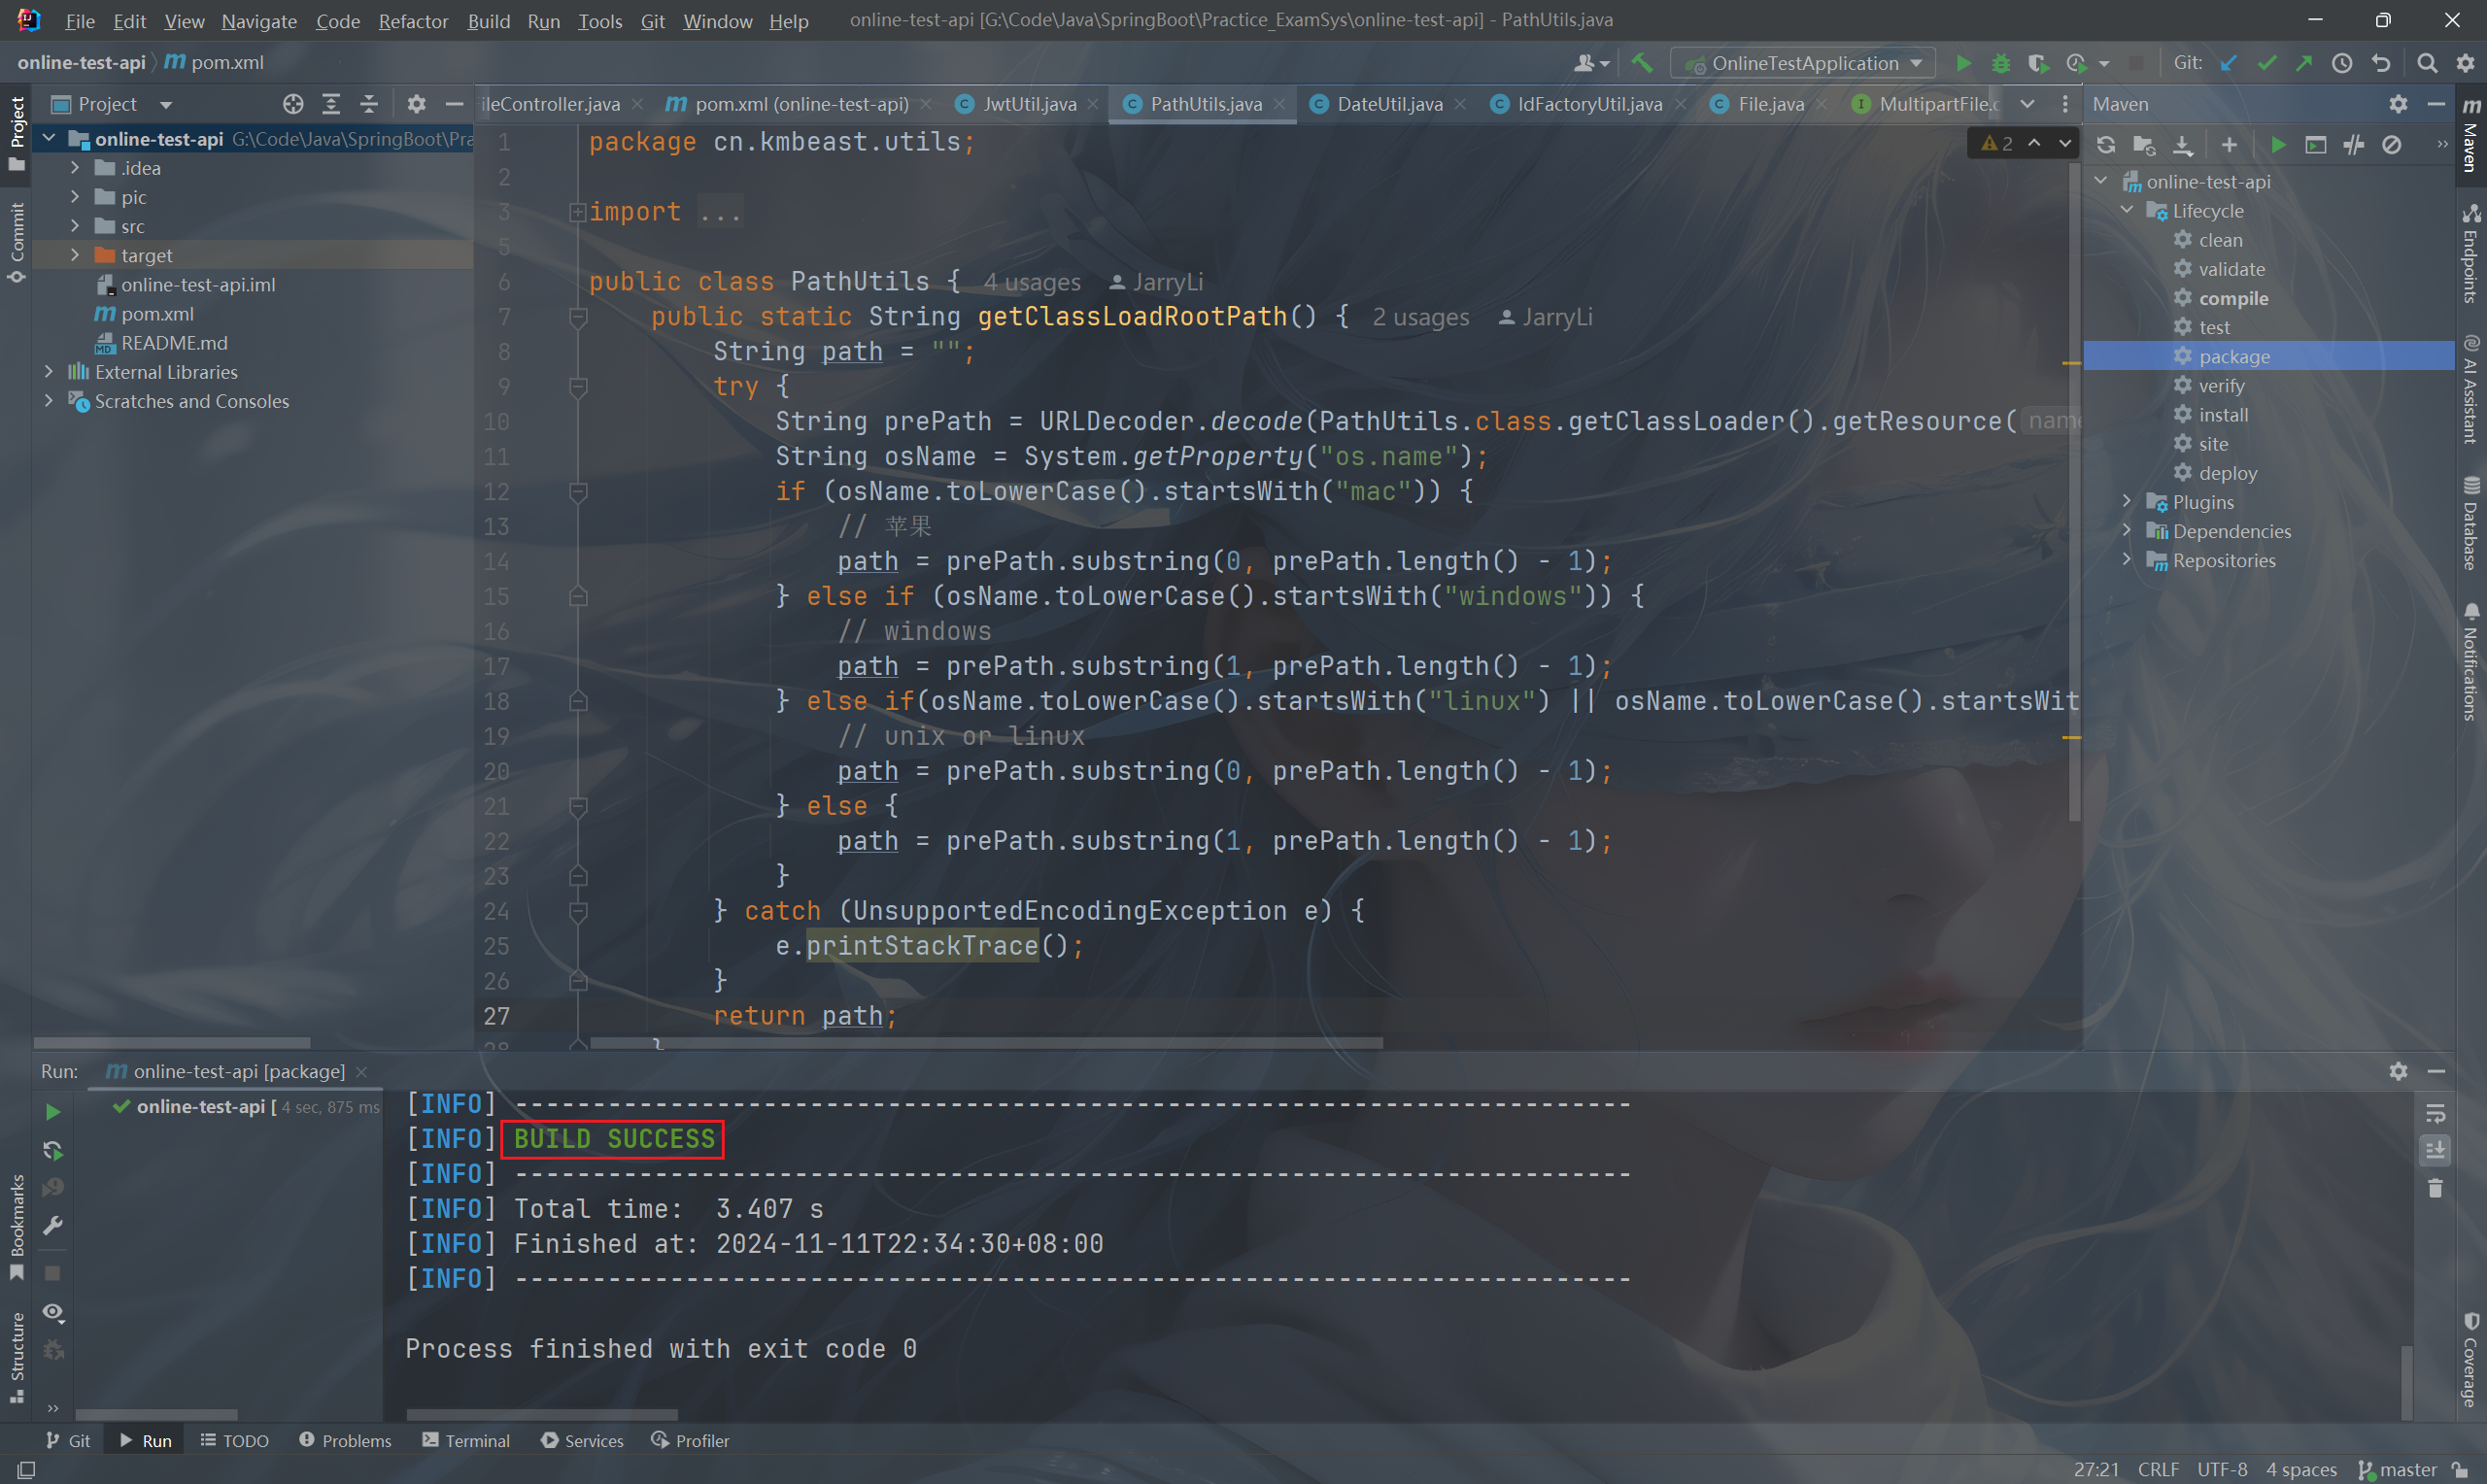 File Edit View Navigate Code Refactor Build Run Tools Git Window Help online-test-api [G:\Code\Java\SpringBoot\Practice_ExamSys\online-test-api] - PathUtils.java
online-test-api pom.xml OnlineTestApplication Git:
Project
ileController.java pom.xml (online-test-api) JwtUtil.java PathUtils.java DateUtil.java IdFactoryUtil.java File.java MultipartFile.
Maven
online-test-api G:\Code\Java\SpringBoot\Pra
.idea
pic
src
target
online-test-api.iml
pom.xml
README.md
External Libraries
Scratches and Consoles
2
1 package cn.kmbeast.utils;
2
3 import ...
5
6 public class PathUtils { 4 usages JarryLi
7 public static String getClassLoadRootPath() { 2 usages JarryLi
8 String path = "";
9 try {
10 String prePath = URLDecoder.decode(PathUtils.class.getClassLoader().getResource( name
11 String osName = System.getProperty("os.name");
12 if (osName.toLowerCase().startsWith("mac")) {
13 // 苹果
14 path = prePath.substring(0, prePath.length() - 1);
15 } else if (osName.toLowerCase().startsWith("windows")) {
16 // windows
17 path = prePath.substring(1, prePath.length() - 1);
18 } else if(osName.toLowerCase().startsWith("linux") || osName.toLowerCase().startsWit
19 // unix or linux
20 path = prePath.substring(0, prePath.length() - 1);
21 } else {
22 path = prePath.substring(1, prePath.length() - 1);
23 }
24 } catch (UnsupportedEncodingException e) {
25 e.printStackTrace();
26 }
27 return path;
28 }
online-test-api
Lifecycle
clean
validate
compile
test
package
verify
install
site
deploy
Plugins
Dependencies
Repositories
Project
Commit
Bookmarks
Structure
Maven
Endpoints
AI Assistant
Database
Notifications
Coverage
Run: online-test-api [package]
online-test-api [ 4 sec, 875 ms
[INFO] ------------------------------------------------------------------------
[INFO] BUILD SUCCESS
[INFO] ------------------------------------------------------------------------
[INFO] Total time:  3.407 s
[INFO] Finished at: 2024-11-11T22:34:30+08:00
[INFO] ------------------------------------------------------------------------
Process finished with exit code 0
Git Run TODO Problems Terminal Services Profiler
27:21 CRLF UTF-8 4 spaces master